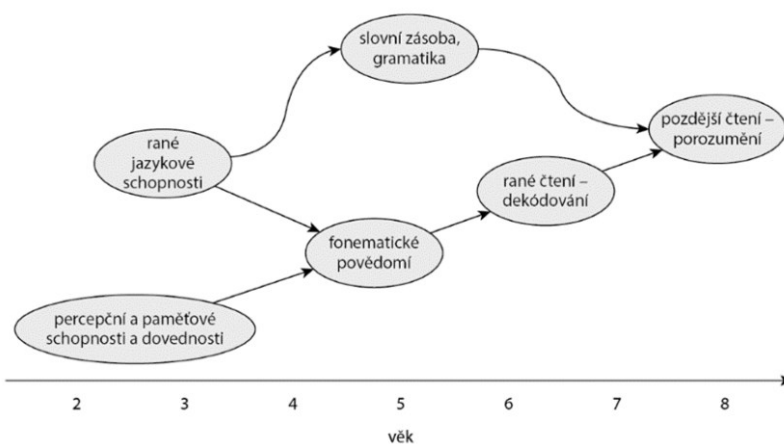 slovní zásoba,
gramatika
pozdější čtení –
porozumění
rané
jazykové
schopnosti
rané čtení –
dekódování
fonematické
povědomí
percepční a paměťové
schopnosti a dovednosti
2 3 4 5 6 7 8
věk